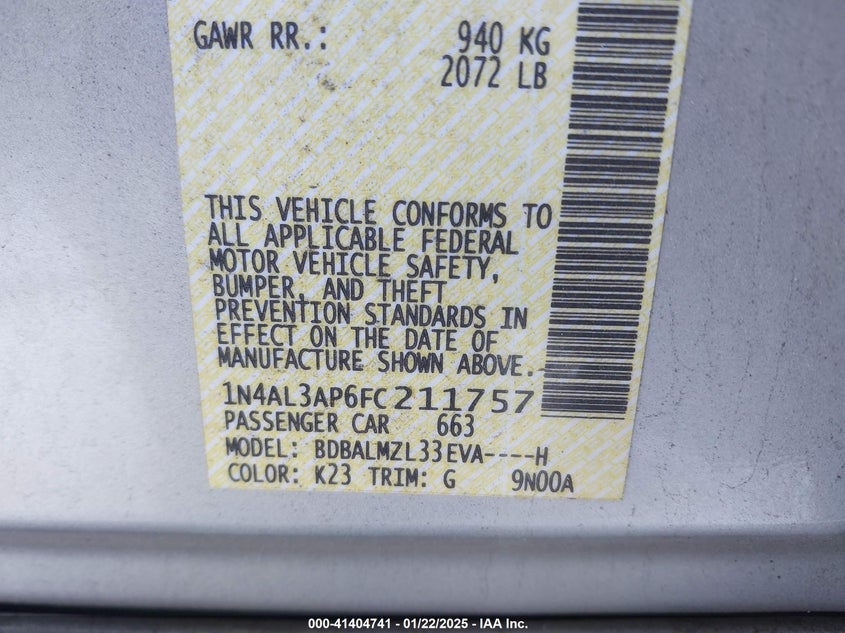 GAWR RR.: 940 KG
2072 LB
THIS VEHICLE CONFORMS TO
ALL APPLICABLE FEDERAL
MOTOR VEHICLE SAFETY,
BUMPER, AND THEFT
PREVENTION STANDARDS IN
EFFECT ON THE DATE OF
MANUFACTURE SHOWN ABOVE.
1N4AL3AP6FC211757
PASSENGER CAR 663
MODEL: BDBALMZL33EVA----H
COLOR: K23 TRIM: G 9N00A
000-41404741 - 01/22/2025 - IAA Inc.